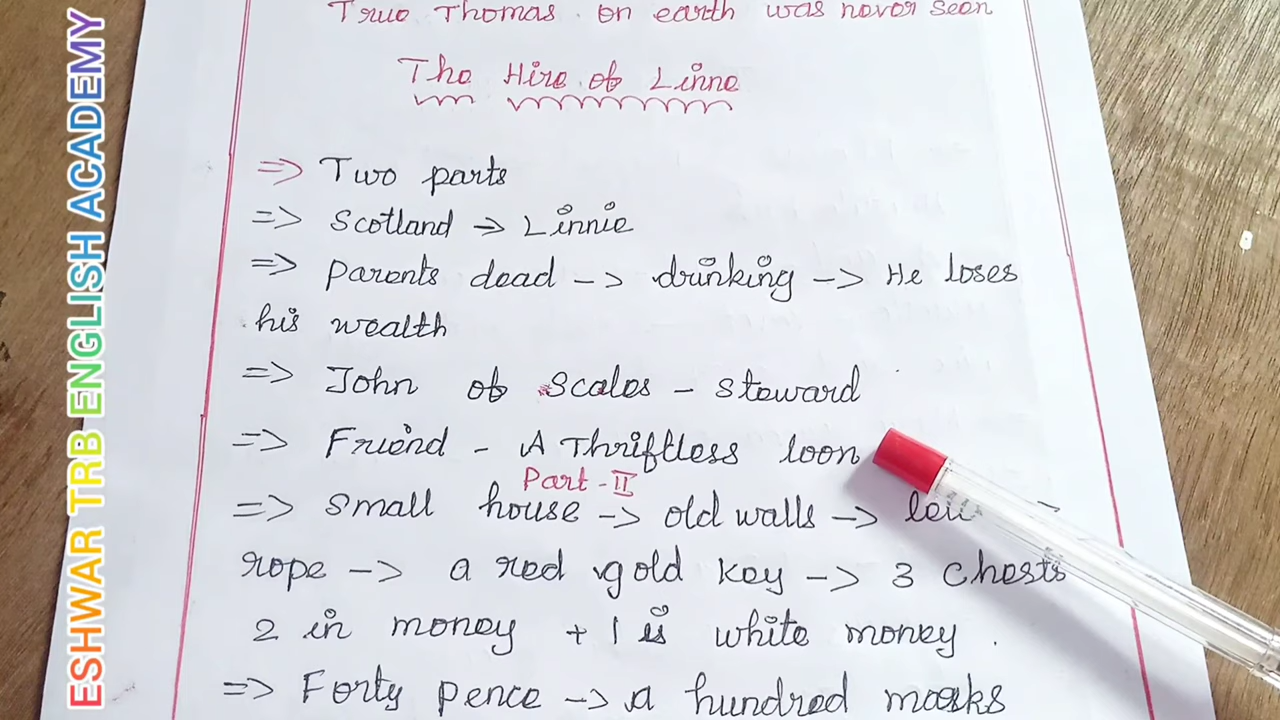 True Thomas on earth was never seen
The Hire of Linne
=> Two parts
=> Scotland -> Linnie
=> Parents dead -> drinking -> He loses
his wealth
=> John of Scales - Steward
=> Friend - A Thriftless loon
Part - II
=> Small house -> old walls ->
rope -> a red gold key -> 3 Chests
2 in money + 1 is white money .
=> Forty pence -> a hundred marks
ESHWAR TRB ENGLISH ACADEMY